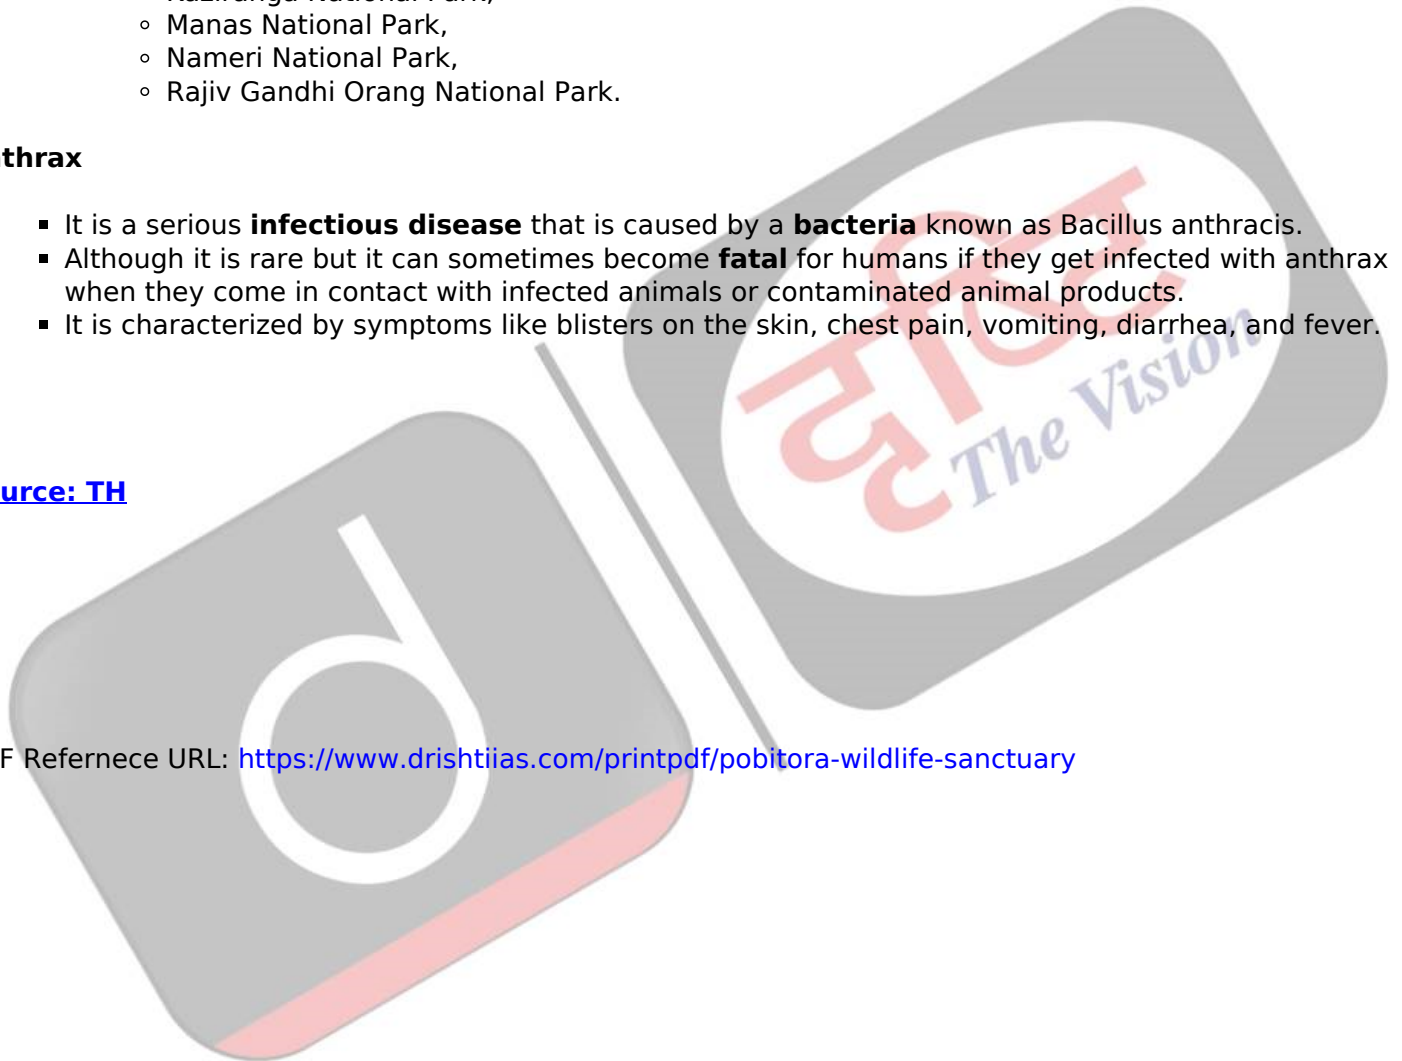 Manas National Park,
Nameri National Park,
Rajiv Gandhi Orang National Park.
thrax
It is a serious infectious disease that is caused by a bacteria known as Bacillus anthracis.
Although it is rare but it can sometimes become fatal for humans if they get infected with anthrax
when they come in contact with infected animals or contaminated animal products.
It is characterized by symptoms like blisters on the skin, chest pain, vomiting, diarrhea, and fever.
दृष्टि
The Vision
urce: TH
d
F Refernece URL: https://www.drishtiias.com/printpdf/pobitora-wildlife-sanctuary